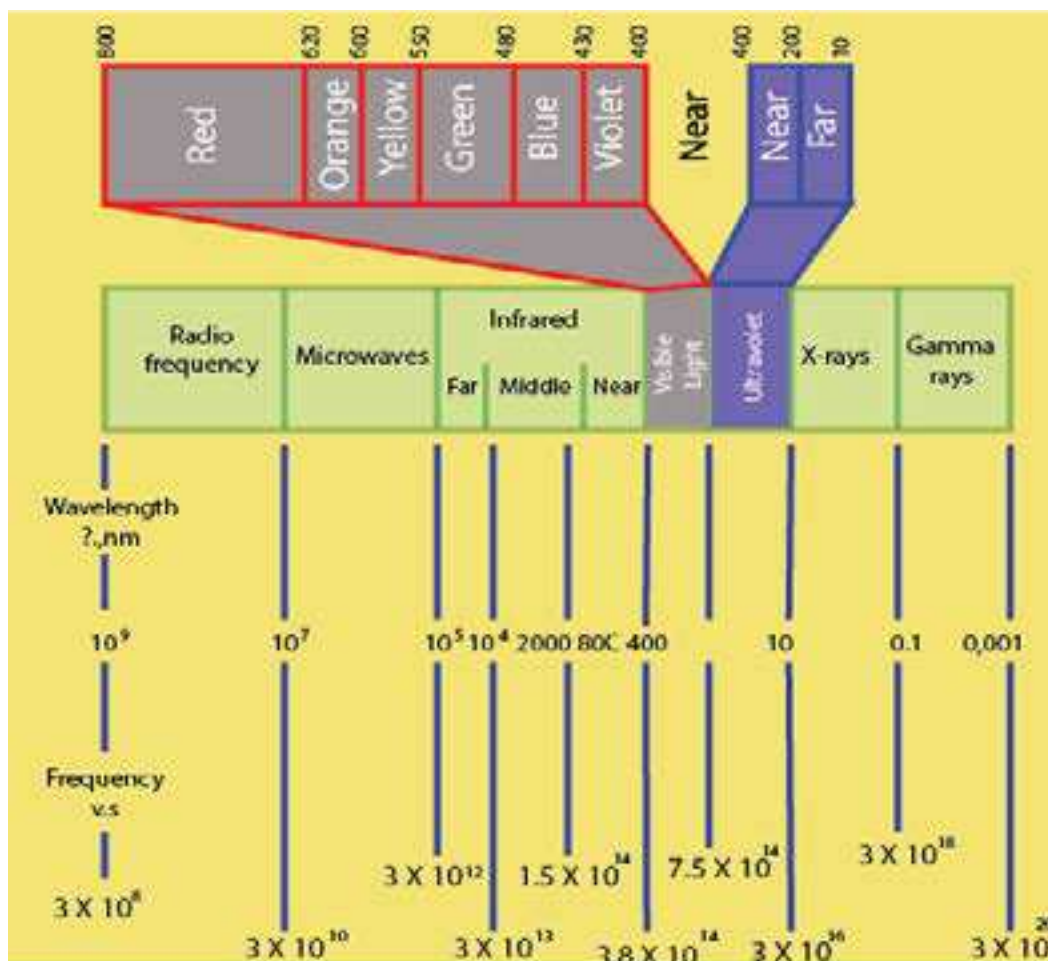 800 620 600 550 480 430 400 400 200 10
Red Orange Yellow Green Blue Violet Near Near Far
Radio frequency
Microwaves
Infrared
Far Middle Near
Visible Light
Ultraviolet
X-rays
Gamma rays
Wavelength
?.,nm
10⁹ 10⁷ 10⁵ 10⁴ 2000 80C 400 10 0.1 0,001
Frequency
v.s
3 X 10⁸
3 X 10¹⁰
3 X 10¹²
3 X 10¹³
1.5 X 10¹⁴
3.8 X 10¹⁴
7.5 X 10¹⁴
3 X 10¹⁶
3 X 10¹⁸
3 X 10²⁰